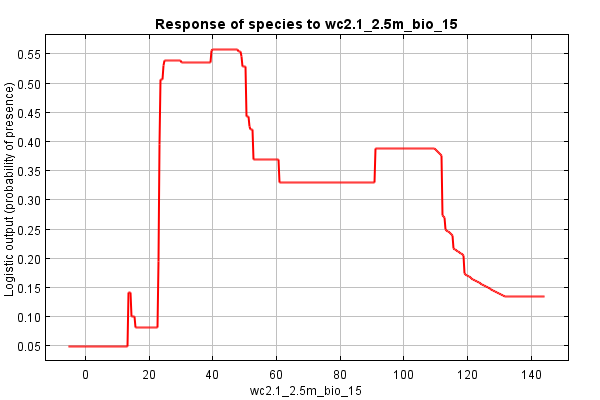 Response of species to wc2.1_2.5m_bio_15
Logistic output (probability of presence)
0.55
0.50
0.45
0.40
0.35
0.30
0.25
0.20
0.15
0.10
0.05
0 20 40 60 80 100 120 140
wc2.1_2.5m_bio_15